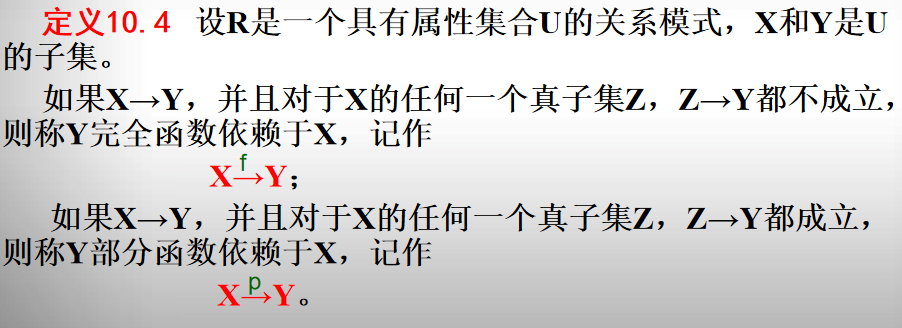 定义10.4 设R是一个具有属性集合U的关系模式，X和Y是U
的子集。
如果X→Y，并且对于X的任何一个真子集Z，Z→Y都不成立，
则称Y完全函数依赖于X，记作
X\xrightarrow{f}Y；
如果X→Y，并且对于X的任何一个真子集Z，Z→Y都成立，
则称Y部分函数依赖于X，记作
X\xrightarrow{p}Y。